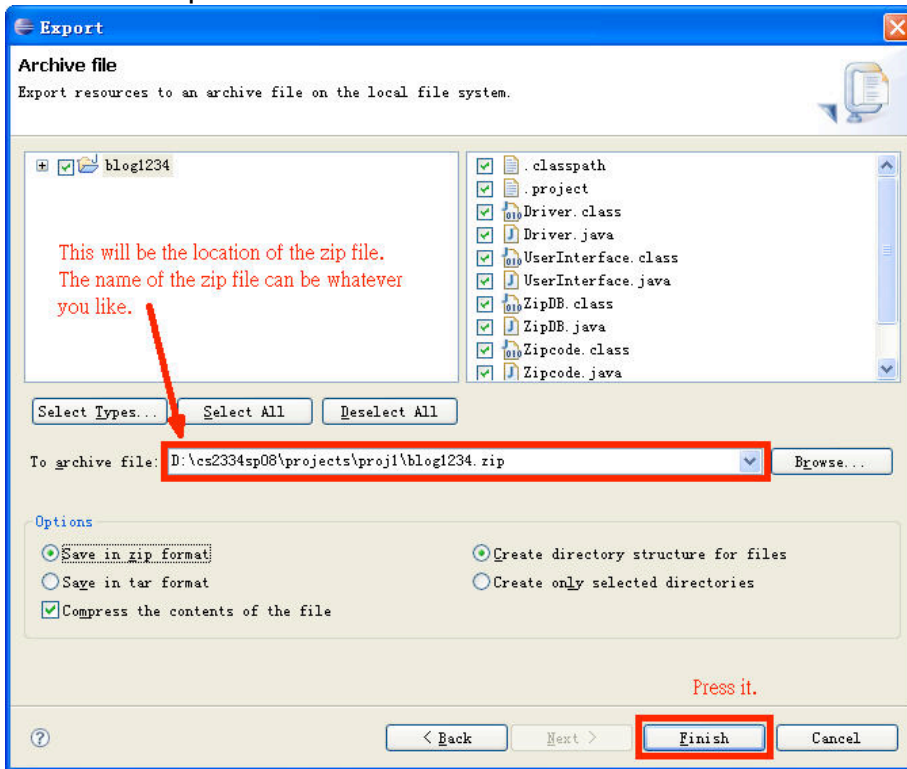 Export
Archive file
Export resources to an archive file on the local file system.
blog1234
.classpath
.project
Driver.class
Driver.java
UserInterface.class
UserInterface.java
ZipDB.class
ZipDB.java
Zipcode.class
Zipcode.java
This will be the location of the zip file.
The name of the zip file can be whatever
you like.
Select Types...
Select All
Deselect All
To archive file:
D:\cs2334sp08\projects\proj1\blog1234.zip
Browse...
Options
Save in zip format
Create directory structure for files
Save in tar format
Create only selected directories
Compress the contents of the file
Press it.
?
< Back
Next >
Finish
Cancel